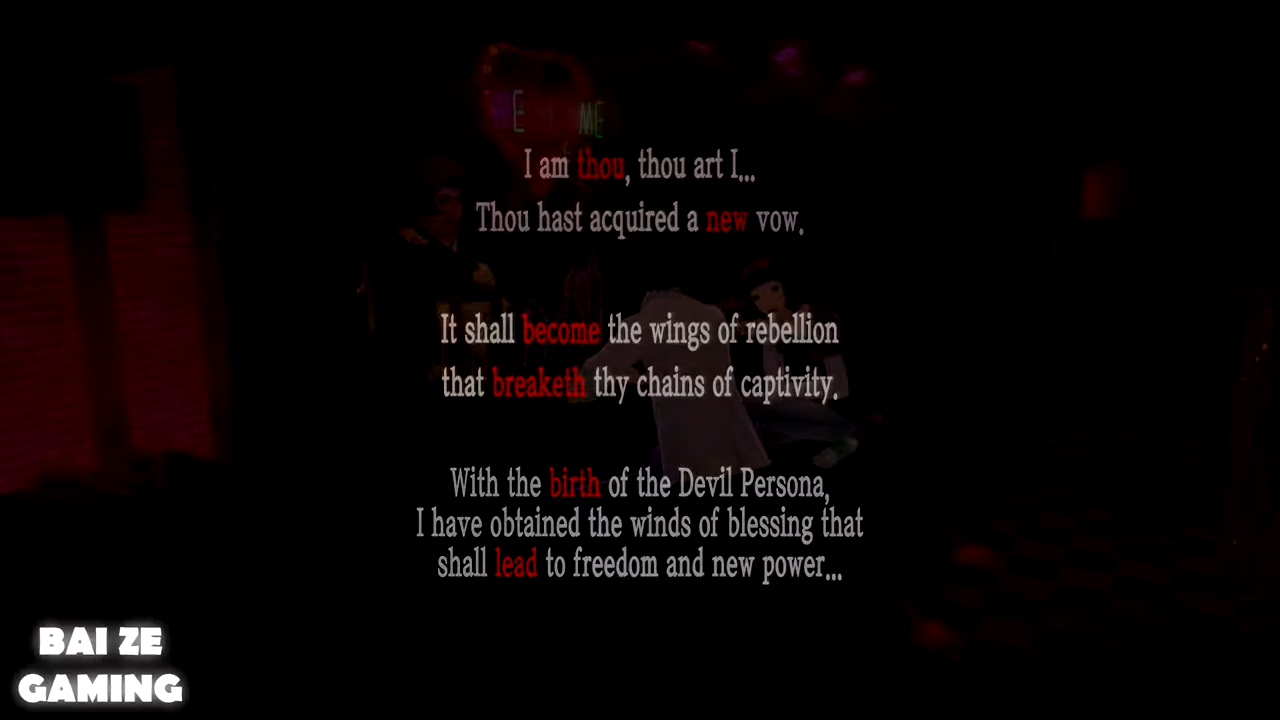 I am thou, thou art I...
Thou hast acquired a new vow.
It shall become the wings of rebellion
that breaketh thy chains of captivity.
With the birth of the Devil Persona,
I have obtained the winds of blessing that
shall lead to freedom and new power...
BAI ZE
GAMING